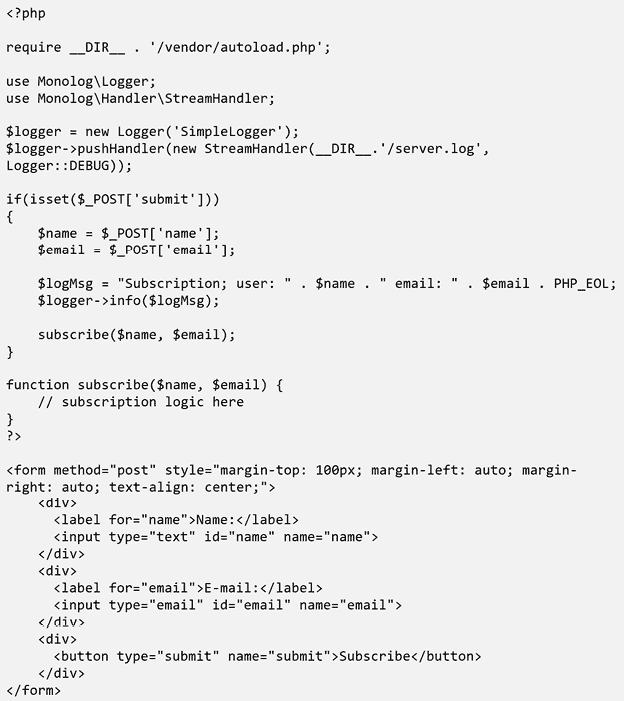 <?php
require __DIR__ . '/vendor/autoload.php';
use Monolog\Logger;
use Monolog\Handler\StreamHandler;
$logger = new Logger('SimpleLogger');
$logger->pushHandler(new StreamHandler(__DIR__.'/server.log',
Logger::DEBUG));
if(isset($_POST['submit']))
{
    $name = $_POST['name'];
    $email = $_POST['email'];
    $logMsg = "Subscription; user: " . $name . " email: " . $email . PHP_EOL;
    $logger->info($logMsg);
    subscribe($name, $email);
}
function subscribe($name, $email) {
    // subscription logic here
}
?>
<form method="post" style="margin-top: 100px; margin-left: auto; margin-
right: auto; text-align: center;">
    <div>
      <label for="name">Name:</label>
      <input type="text" id="name" name="name">
    </div>
    <div>
      <label for="email">E-mail:</label>
      <input type="email" id="email" name="email">
    </div>
    <div>
      <button type="submit" name="submit">Subscribe</button>
    </div>
</form>